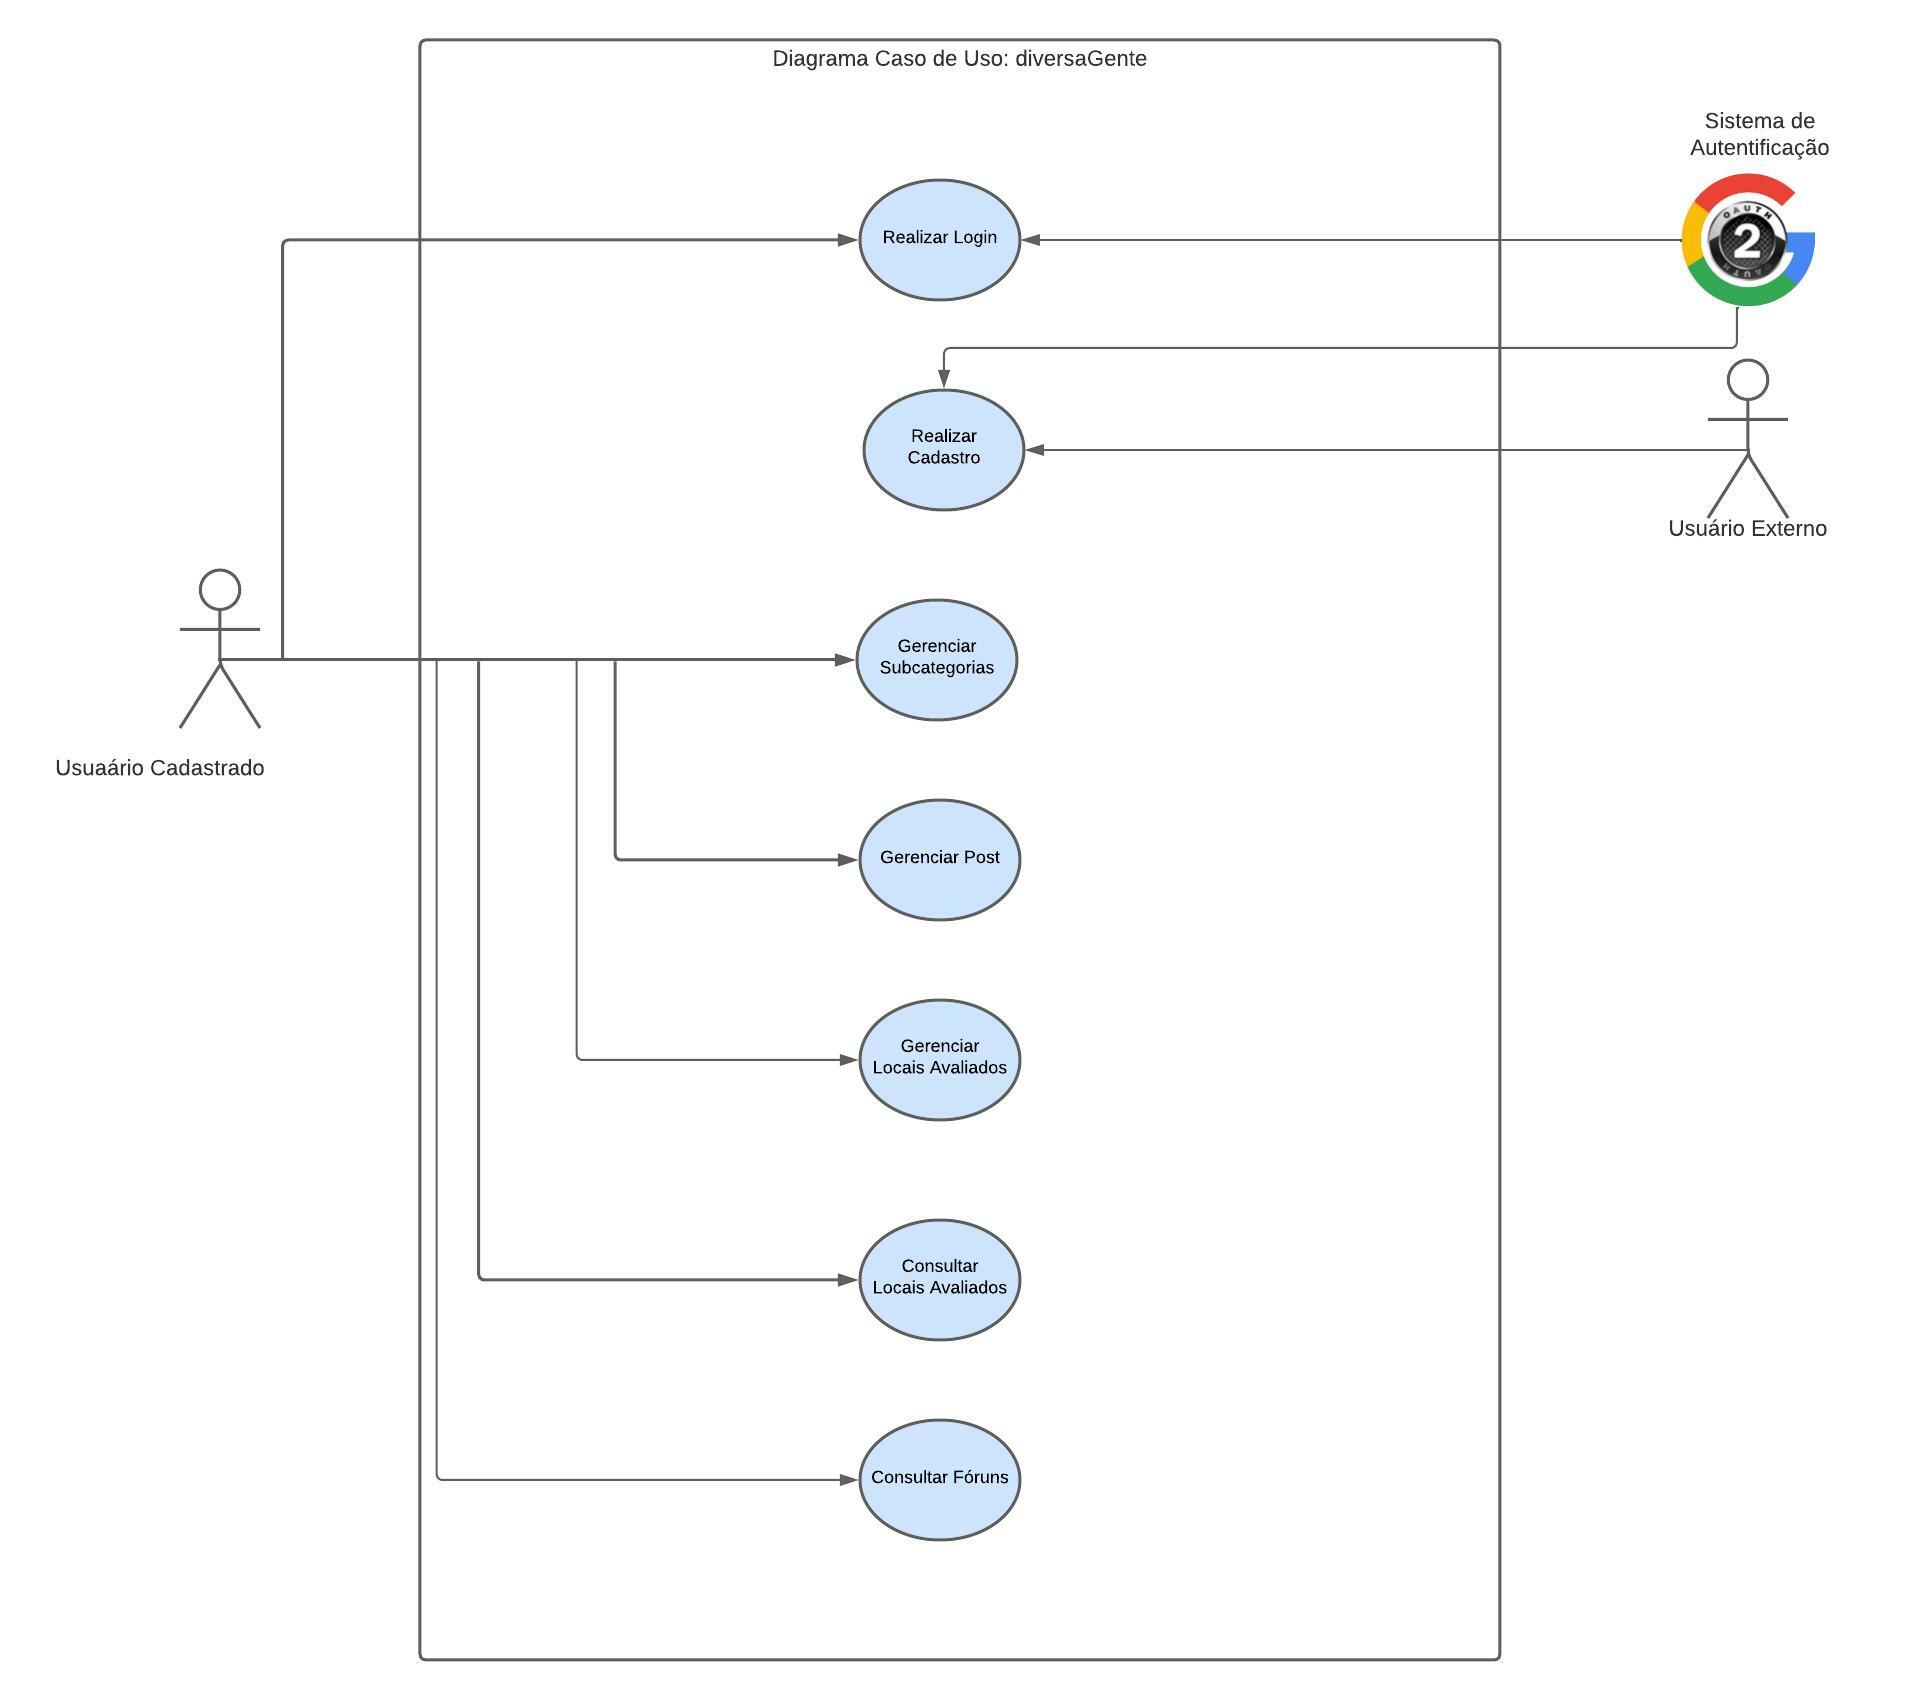 Diagrama Caso de Uso: diversaGente
Sistema de
Autentificação
OAUTH
2
OAUTH
Realizar Login
Realizar
Cadastro
Usuário Externo
Gerenciar
Subcategorias
Usuaário Cadastrado
Gerenciar Post
Gerenciar
Locais Avaliados
Consultar
Locais Avaliados
Consultar Fóruns